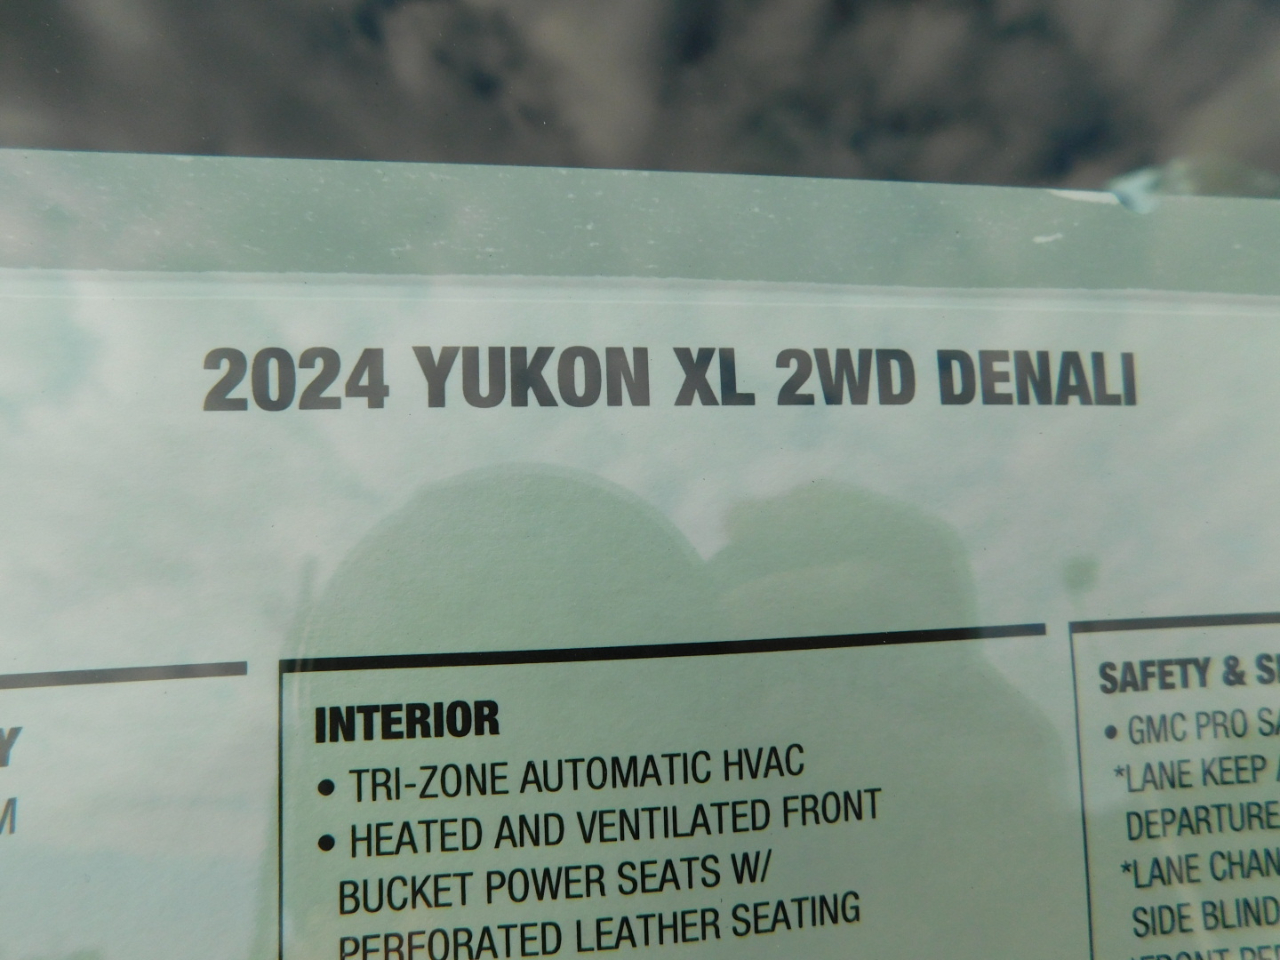 2024 YUKON XL 2WD DENALI
INTERIOR
• TRI-ZONE AUTOMATIC HVAC
• HEATED AND VENTILATED FRONT
BUCKET POWER SEATS W/
PERFORATED LEATHER SEATING
SAFETY &
• GMC PRO
*LANE KEEP
DEPARTURE
*LANE CHAN
SIDE BLIND